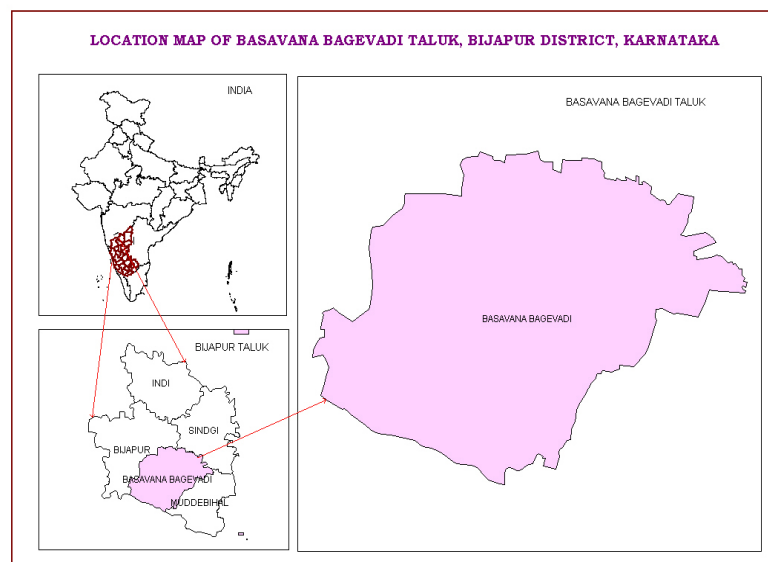 LOCATION MAP OF BASAVANA BAGEVADI TALUK, BIJAPUR DISTRICT, KARNATAKA
INDIA
BASAVANA BAGEVADI TALUK
BASAVANA BAGEVADI
BIJAPUR TALUK
INDI
SINDGI
BIJAPUR
BASAVANA BAGEVADI
MUDDEBIHAL